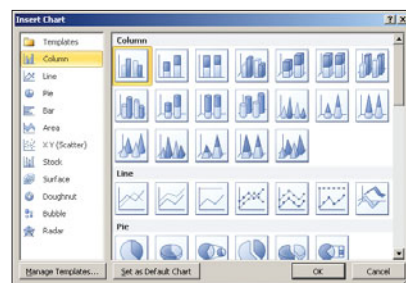 Insert Chart
Templates
Column
Line
Pie
Bar
Area
X Y (Scatter)
Stock
Surface
Doughnut
Bubble
Radar
Column
Line
Pie
Manage Templates...
Set as Default Chart
OK
Cancel